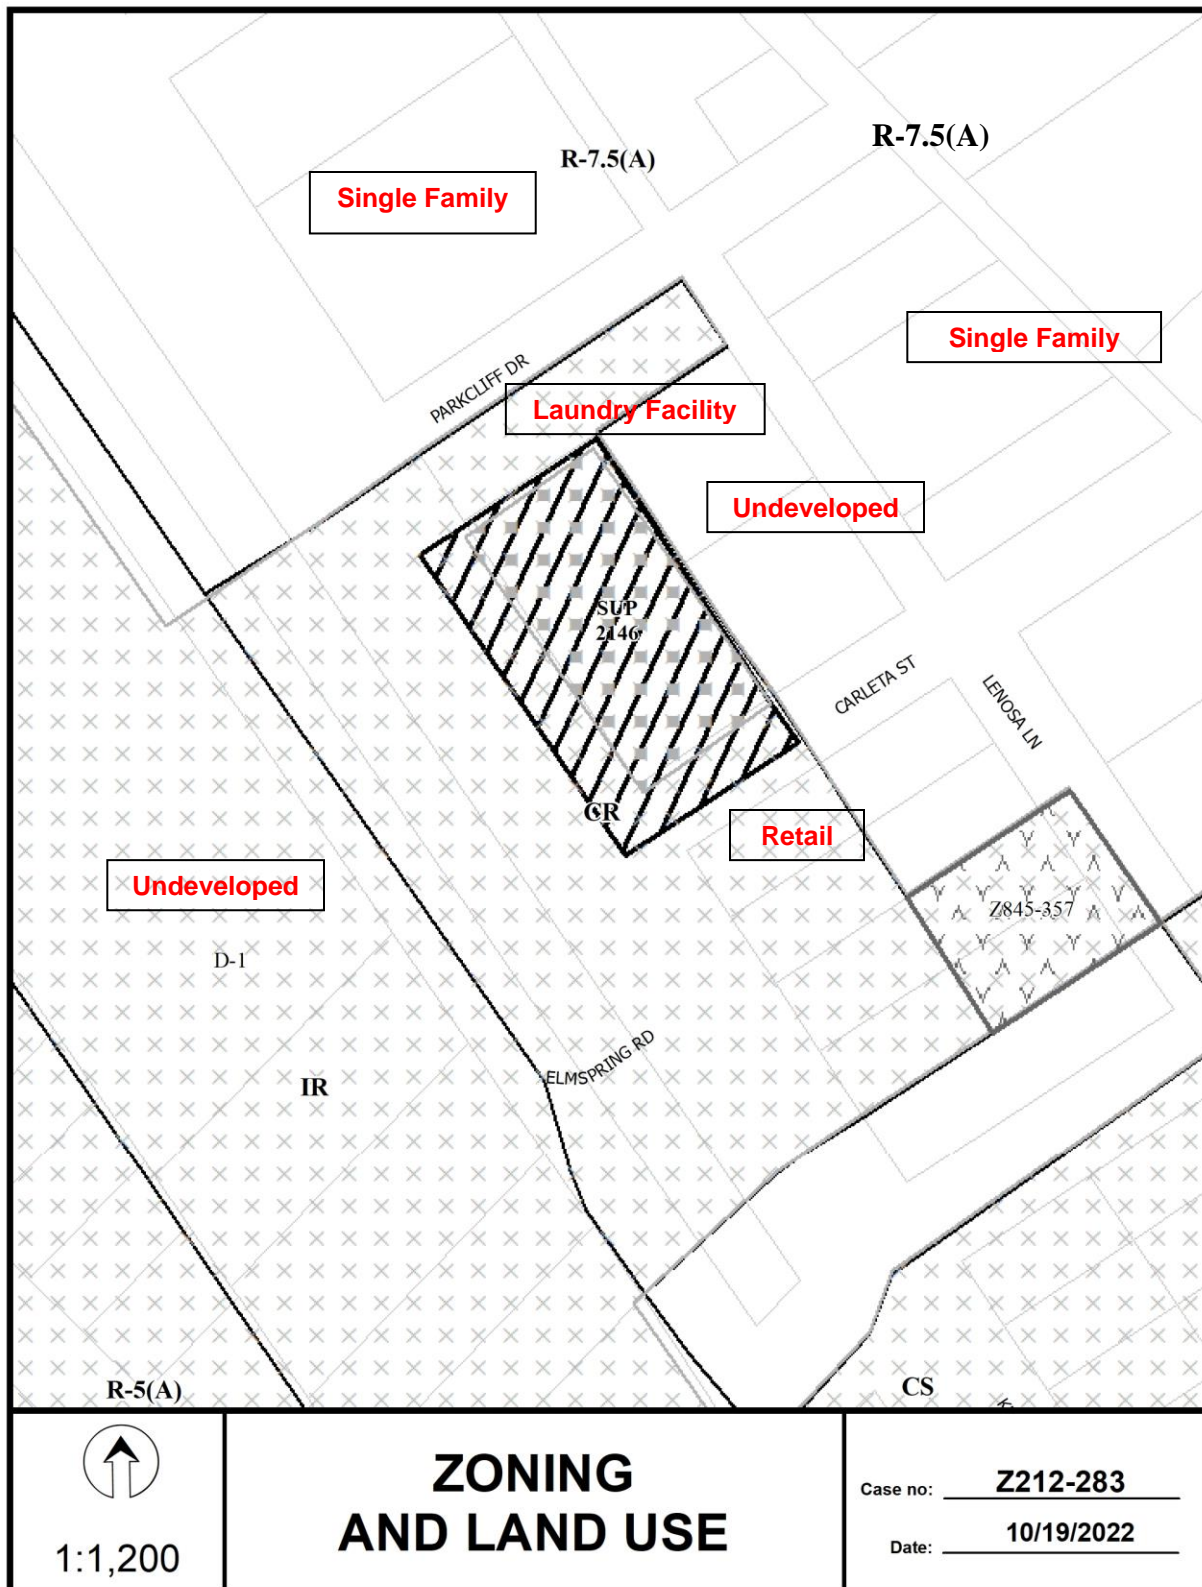 R-7.5(A)
R-7.5(A)
Single Family
Single Family
PARKCLIFF DR
Laundry Facility
Undeveloped
SUP
2146
CARLETA ST
LENOSA LN
CR
Retail
Undeveloped
Z845-357
D-1
ELMSPRING RD
IR
R-5(A)
CS
1:1,200
ZONING
AND LAND USE
Case no: Z212-283
Date: 10/19/2022